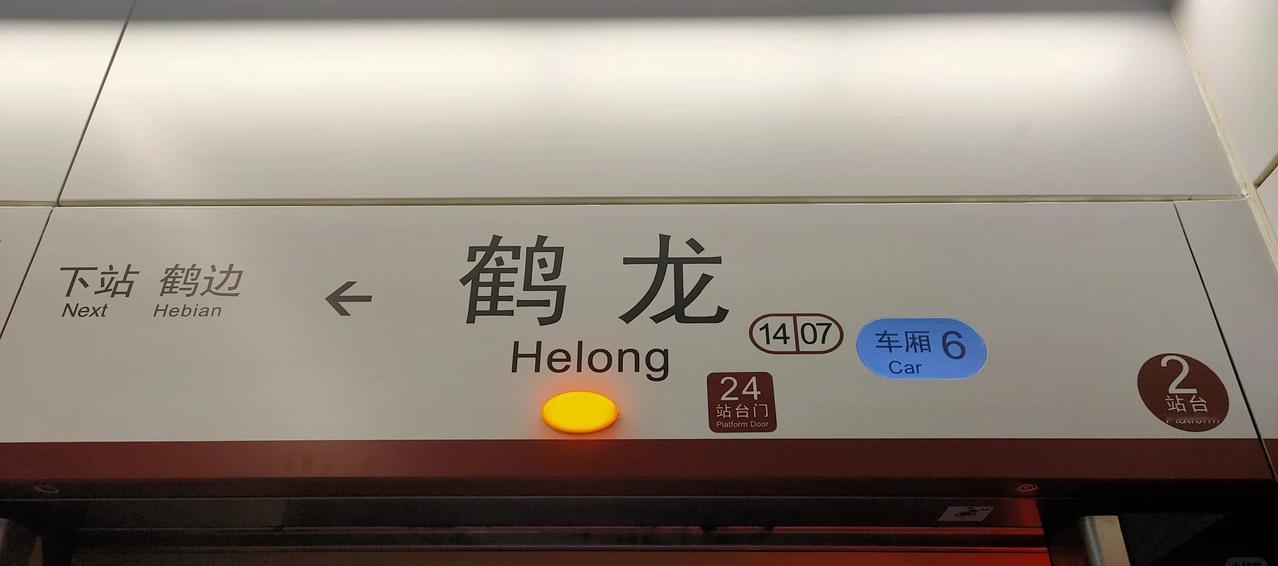 下站 鹤边
Next Hebian
←
鹤龙
Helong
14 07
车厢 6
Car
24
站台门
Platform Door
2
站台
Platform